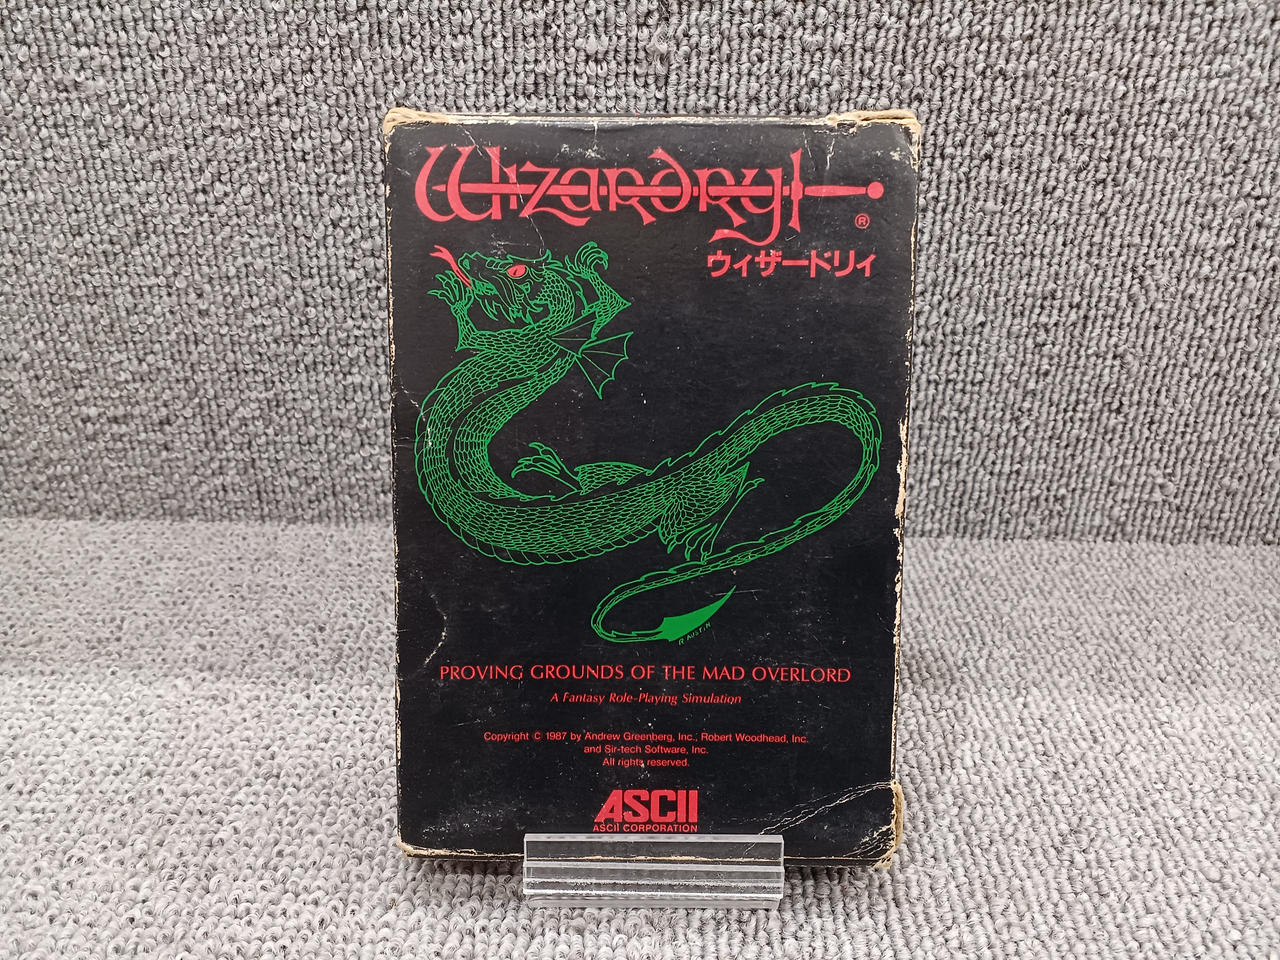 Wizardry
®
ウィザードリィ
R AUSTIN
PROVING GROUNDS OF THE MAD OVERLORD
A Fantasy Role-Playing Simulation
Copyright © 1987 by Andrew Greenberg, Inc., Robert Woodhead, Inc.
and Sir-tech Software, Inc.
All rights reserved.
ASCII
ASCII CORPORATION